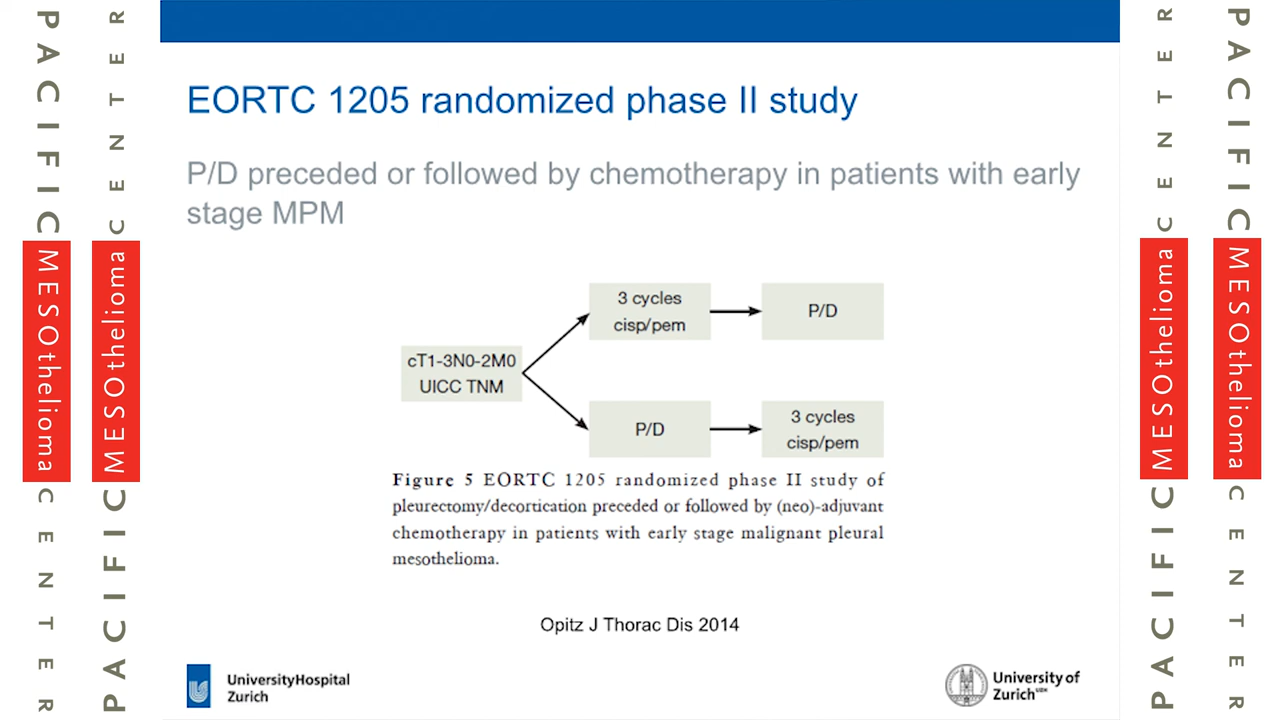 PACIFIC MESOthelioma CENTER
PACIFIC MESOthelioma CENTER
EORTC 1205 randomized phase II study
P/D preceded or followed by chemotherapy in patients with early
stage MPM
cT1-3N0-2M0
UICC TNM
3 cycles
cisp/pem
P/D
P/D
3 cycles
cisp/pem
Figure 5 EORTC 1205 randomized phase II study of
pleurectomy/decortication preceded or followed by (neo)-adjuvant
chemotherapy in patients with early stage malignant pleural
mesothelioma.
Opitz J Thorac Dis 2014
UniversityHospital
Zurich
University of
Zurich UZH
PACIFIC MESOthelioma CENTER
PACIFIC MESOthelioma CENTER